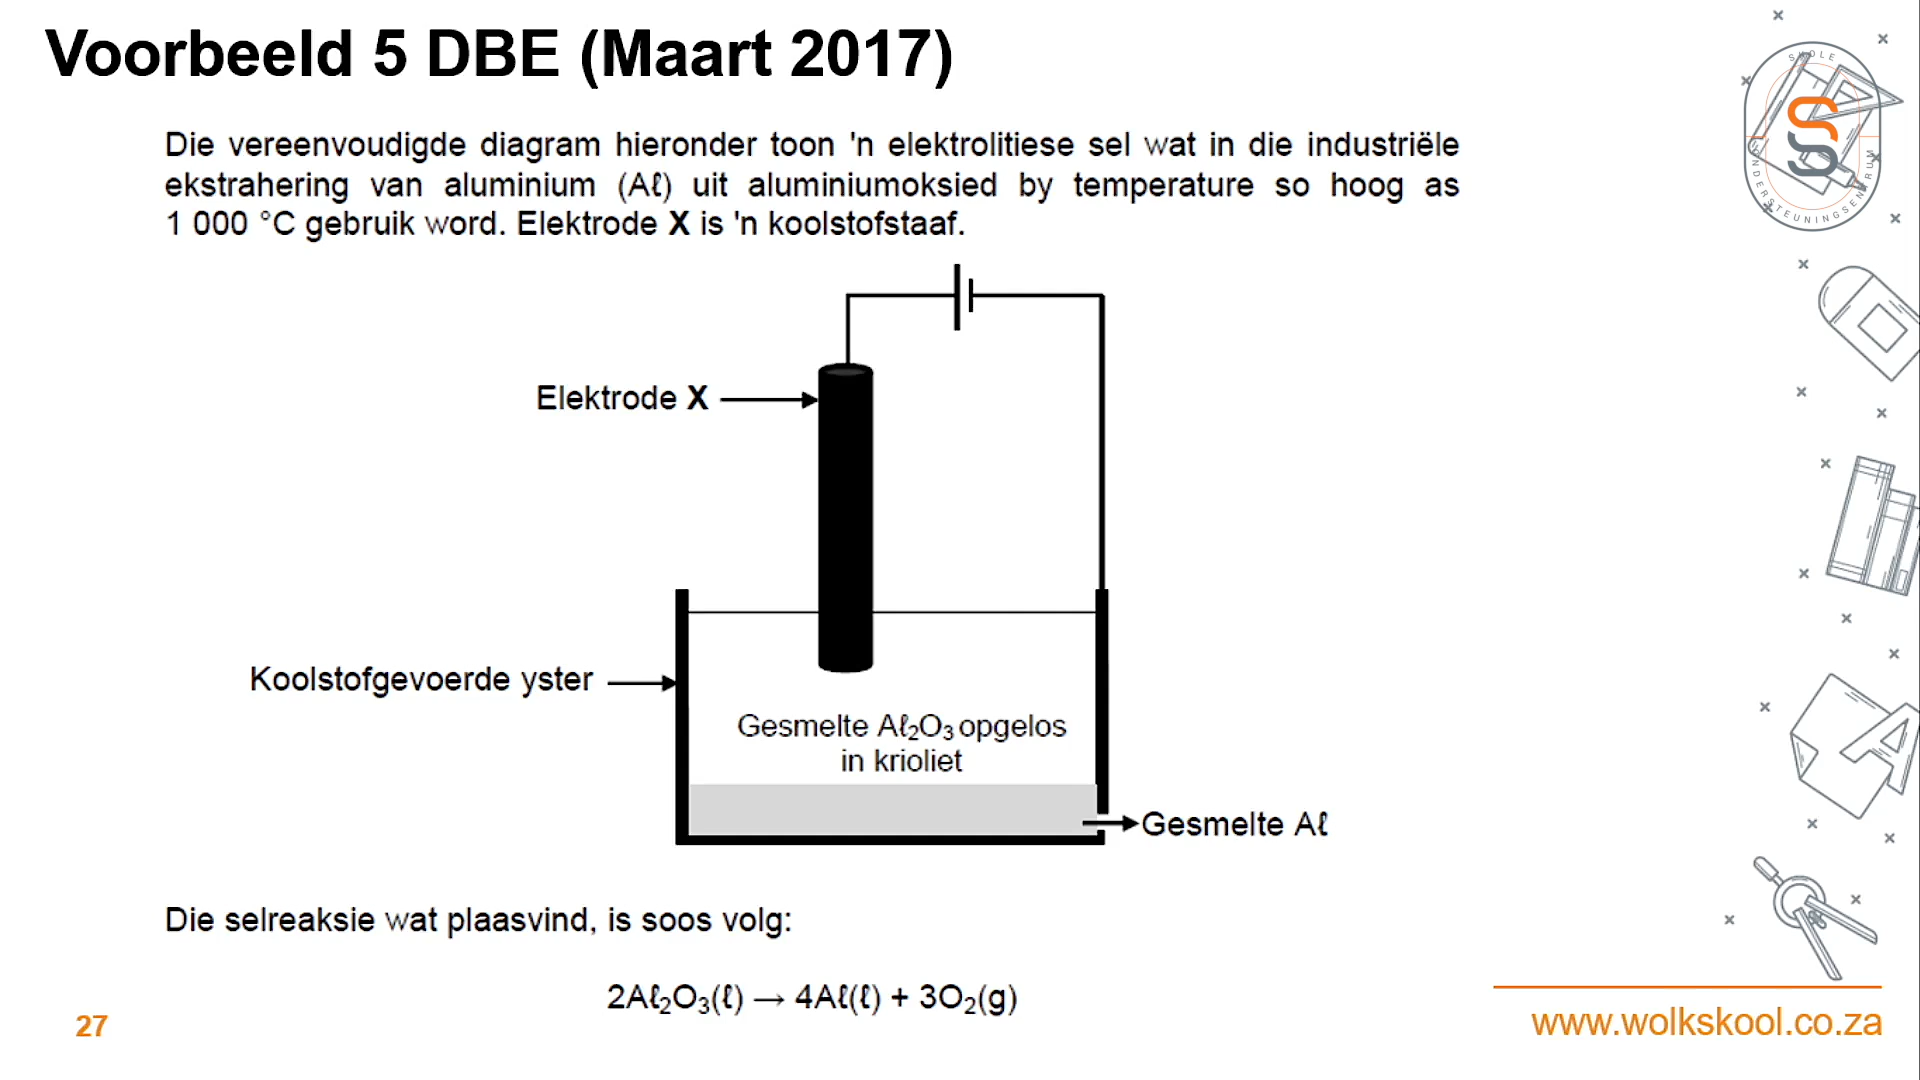 Voorbeeld 5 DBE (Maart 2017)
SKOLE
ONDERSTEUNINGSENTRUM
Die vereenvoudigde diagram hieronder toon 'n elektrolitiese sel wat in die industriële
ekstrahering van aluminium (Aℓ) uit aluminiumoksied by temperature so hoog as
1 000 °C gebruik word. Elektrode X is 'n koolstofstaaf.
Elektrode X
Koolstofgevoerde yster
Gesmelte Aℓ₂O₃ opgelos
in krioliet
Gesmelte Aℓ
Die selreaksie wat plaasvind, is soos volg:
2Aℓ₂O₃(ℓ) → 4Aℓ(ℓ) + 3O₂(g)
27
www.wolkskool.co.za